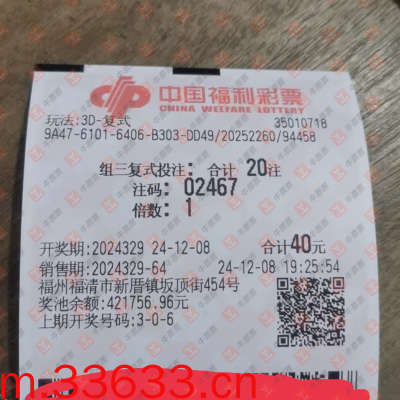 中国福利彩票
CHINA WELFARE LOTTERY
玩法:3D-复式 35010718
9A47-6101-6406-B303-DD49/20252260/94458
组三复式投注: 合计 20注
注码: 02467
倍数: 1
开奖期:2024329 24-12-08 合计40元
销售期:2024329-64 24-12-08 19:25:54
福州福清市新厝镇坂顶街454号
奖池余额:421756.96元
上期开奖号码:3-0-6
m.33633.cn